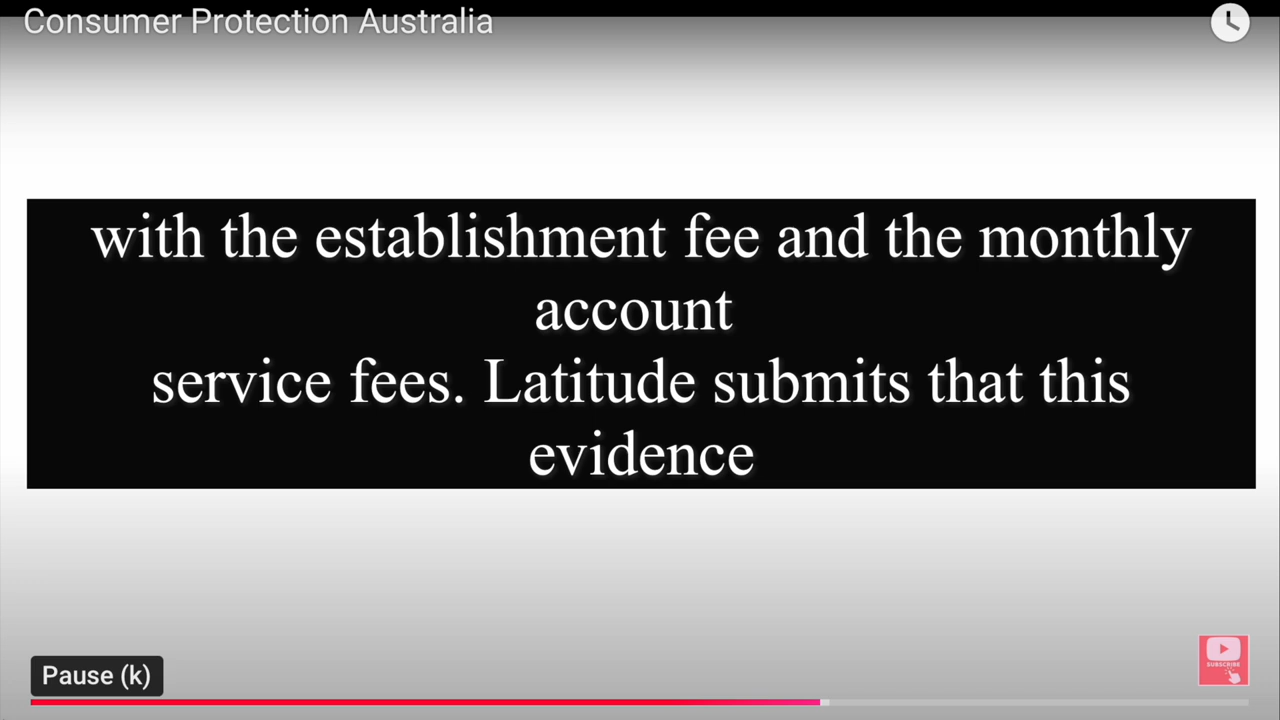 Consumer Protection Australia
with the establishment fee and the monthly
account
service fees. Latitude submits that this
evidence
SUBSCRIBE
Pause (k)